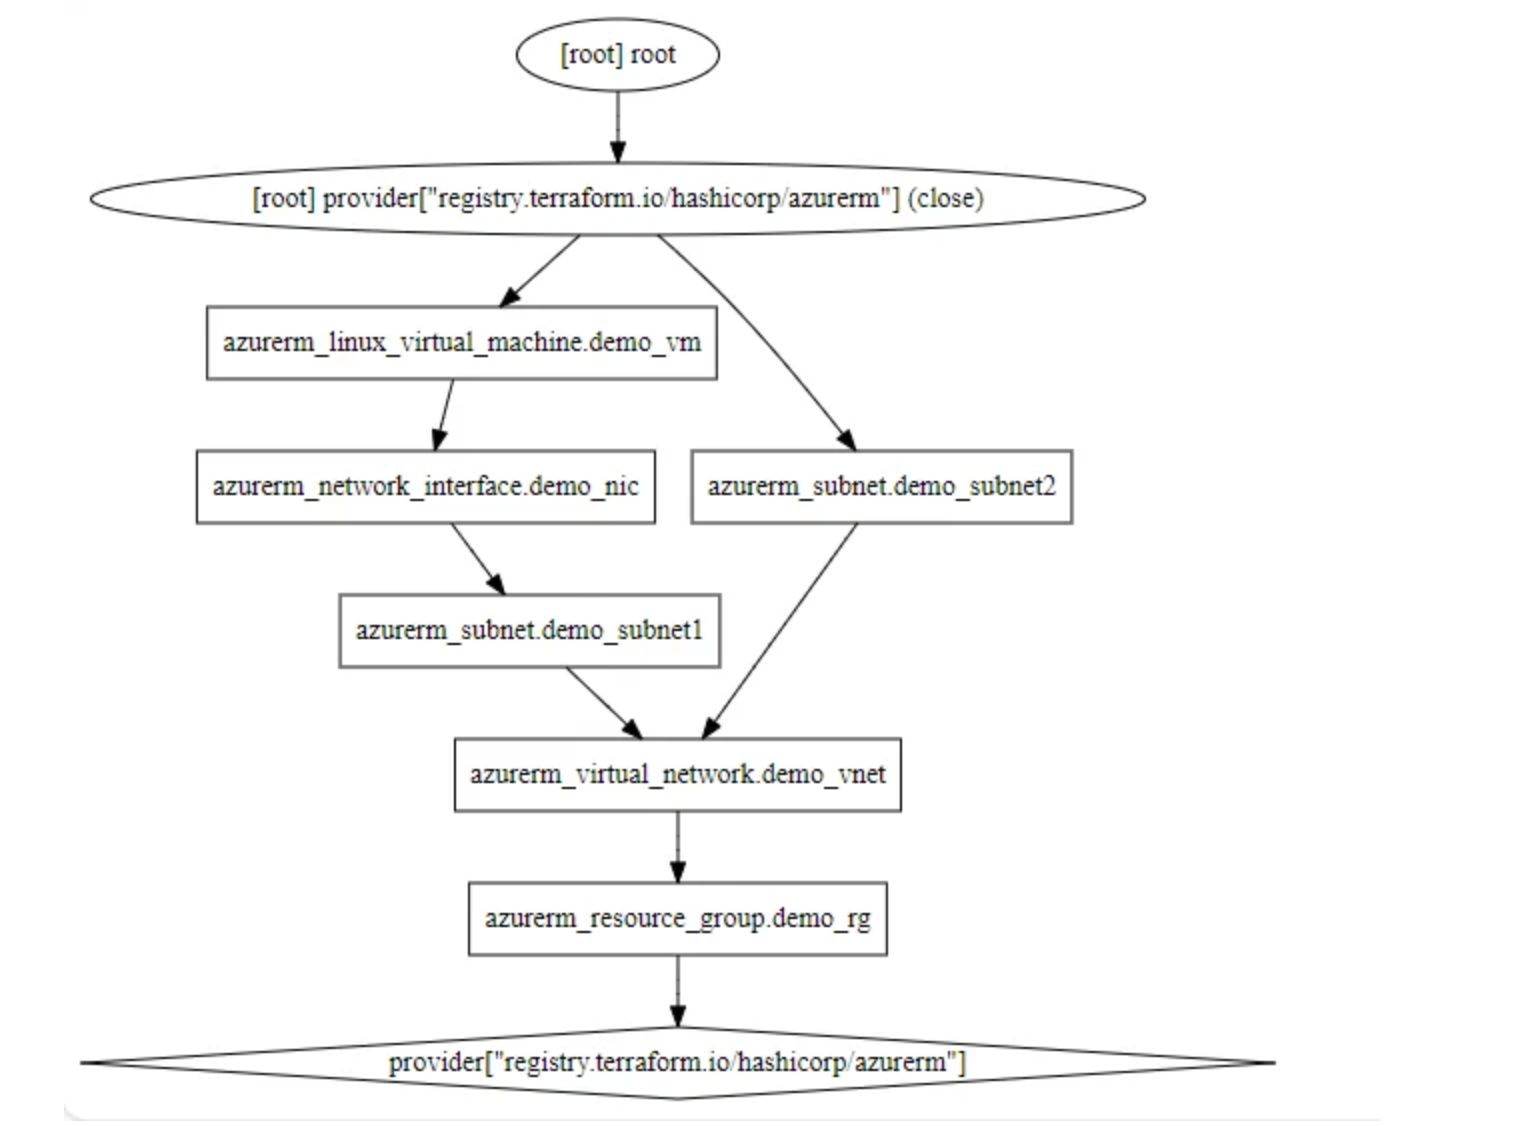 [root] root
[root] provider["registry.terraform.io/hashicorp/azurerm"] (close)
azurerm_linux_virtual_machine.demo_vm
azurerm_network_interface.demo_nic
azurerm_subnet.demo_subnet2
azurerm_subnet.demo_subnet1
azurerm_virtual_network.demo_vnet
azurerm_resource_group.demo_rg
provider["registry.terraform.io/hashicorp/azurerm"]